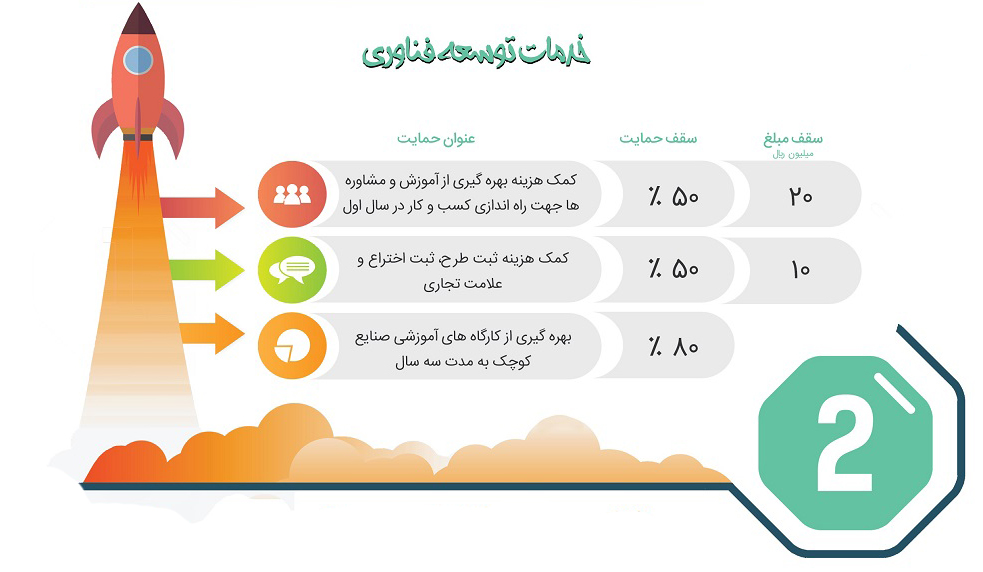 خدمات توسعه فناوری
عنوان حمایت
سقف حمایت
سقف مبلغ
میلیون ریال
کمک هزینه بهره گیری از آموزش و مشاوره
ها جهت راه اندازی کسب و کار در سال اول
۵۰ ٪
۲۰
کمک هزینه ثبت طرح، ثبت اختراع و
علامت تجاری
۵۰ ٪
۱۰
بهره گیری از کارگاه های آموزشی صنایع
کوچک به مدت سه سال
۸۰ ٪
2